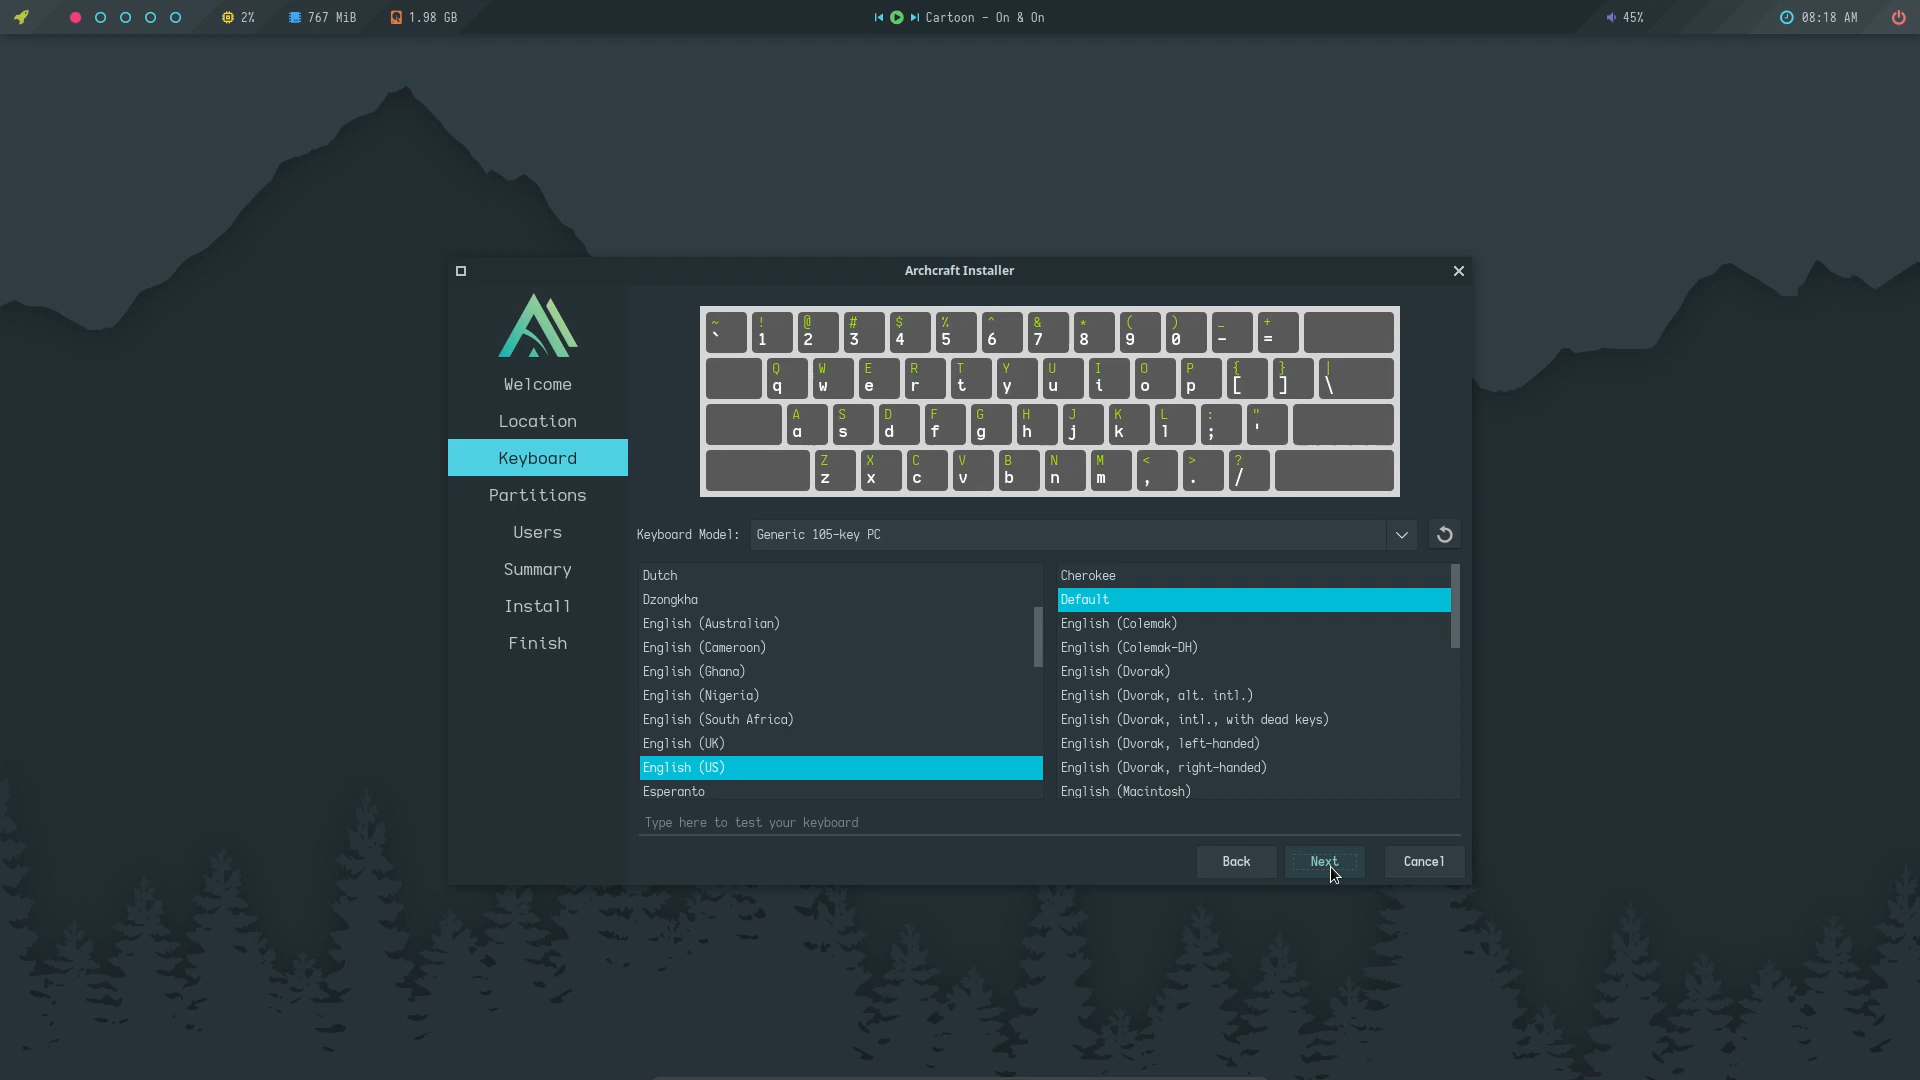 2%
767 MiB
1.98 GB
Cartoon - On & On
45%
08:18 AM
Archcraft Installer
Welcome
Location
Keyboard
Partitions
Users
Summary
Install
Finish
~ ! @ # $ % ^ & * ( ) _ +
` 1 2 3 4 5 6 7 8 9 0 - =
Q W E R T Y U I O P { } |
q w e r t y u i o p [ ] \
A S D F G H J K L : "
a s d f g h j k l ; '
Z X C V B N M < > ?
z x c v b n m , . /
Keyboard Model: Generic 105-key PC
Dutch
Dzongkha
English (Australian)
English (Cameroon)
English (Ghana)
English (Nigeria)
English (South Africa)
English (UK)
English (US)
Esperanto
Cherokee
Default
English (Colemak)
English (Colemak-DH)
English (Dvorak)
English (Dvorak, alt. intl.)
English (Dvorak, intl., with dead keys)
English (Dvorak, left-handed)
English (Dvorak, right-handed)
English (Macintosh)
Type here to test your keyboard
Back
Next
Cancel